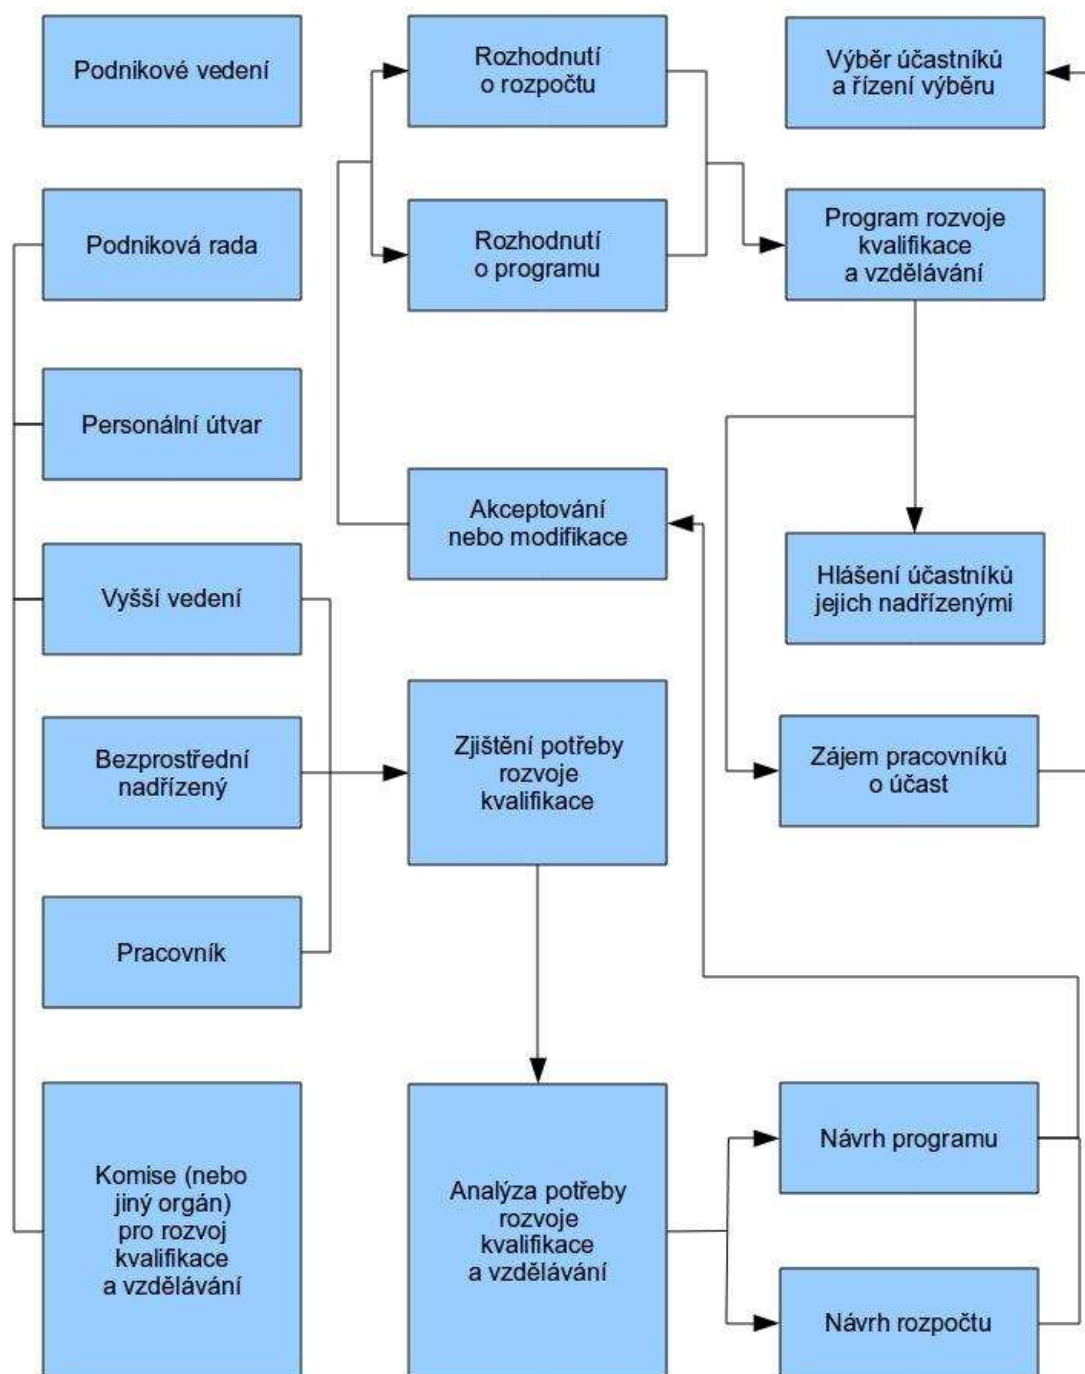 Podnikové vedení
Rozhodnutí
o rozpočtu
Výběr účastníků
a řízení výběru
Podniková rada
Rozhodnutí
o programu
Program rozvoje
kvalifikace
a vzdělávání
Personální útvar
Akceptování
nebo modifikace
Vyšší vedení
Hlášení účastníků
jejich nadřízenými
Bezprostřední
nadřízený
Zjištění potřeby
rozvoje
kvalifikace
Zájem pracovníků
o účast
Pracovník
Komise (nebo
jiný orgán)
pro rozvoj
kvalifikace
a vzdělávání
Analýza potřeby
rozvoje
kvalifikace
a vzdělávání
Návrh programu
Návrh rozpočtu